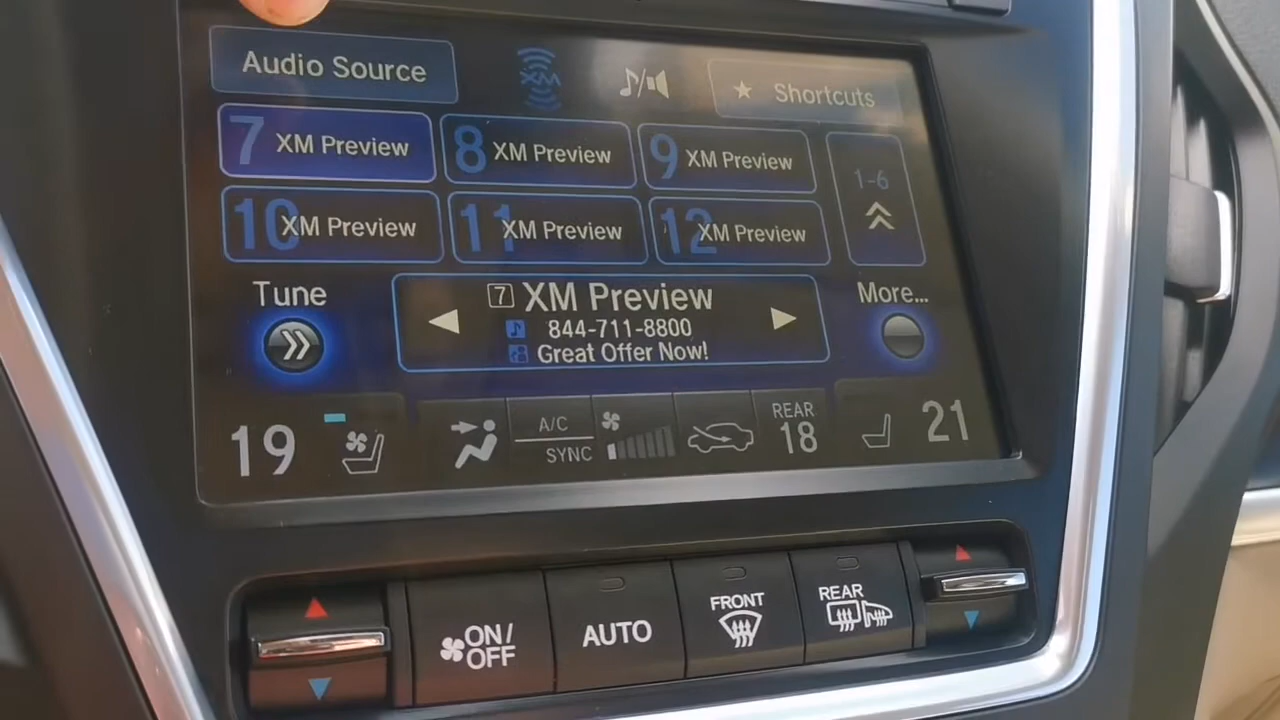 Audio Source
XM
Shortcuts
7 XM Preview
8 XM Preview
9 XM Preview
1-6
10 XM Preview
11 XM Preview
12 XM Preview
Tune
7 XM Preview
844-711-8800
Great Offer Now!
More...
19
A/C
SYNC
REAR
18
21
ON/
OFF
AUTO
FRONT
REAR